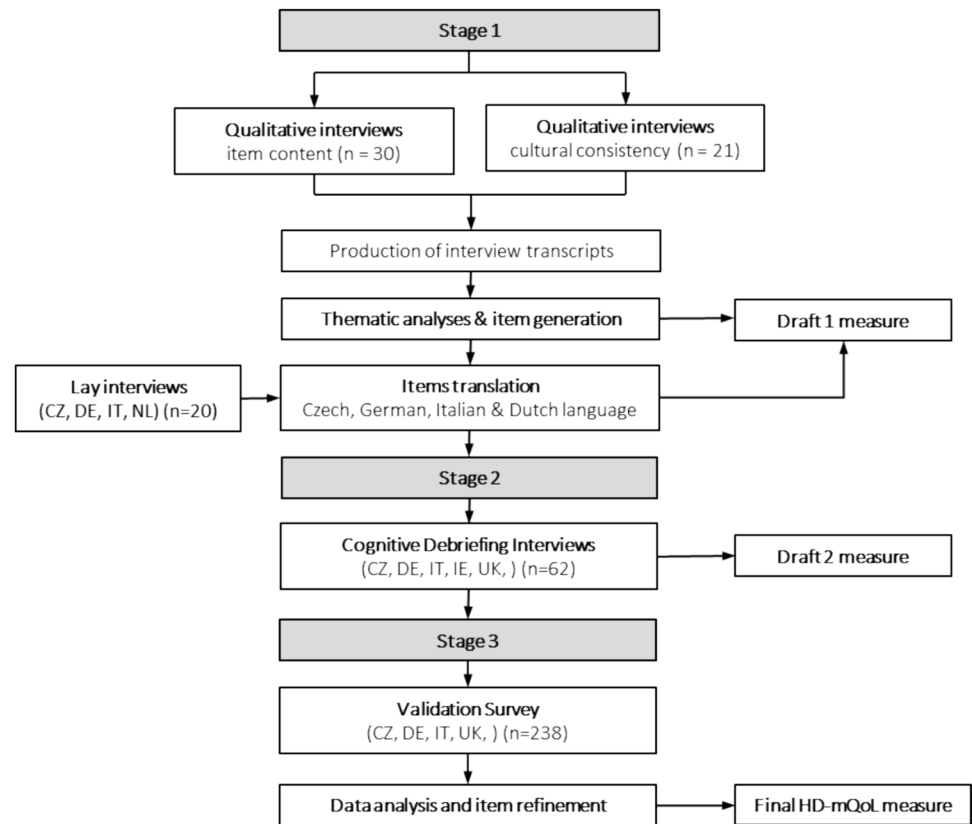 Stage 1
Qualitative interviews
item content (n = 30)
Qualitative interviews
cultural consistency (n = 21)
Production of interview transcripts
Thematic analyses & item generation
Draft 1 measure
Lay interviews
(CZ, DE, IT, NL) (n=20)
Items translation
Czech, German, Italian & Dutch language
Stage 2
Cognitive Debriefing Interviews
(CZ, DE, IT, IE, UK, ) (n=62)
Draft 2 measure
Stage 3
Validation Survey
(CZ, DE, IT, UK, ) (n=238)
Data analysis and item refinement
Final HD-mQoL measure